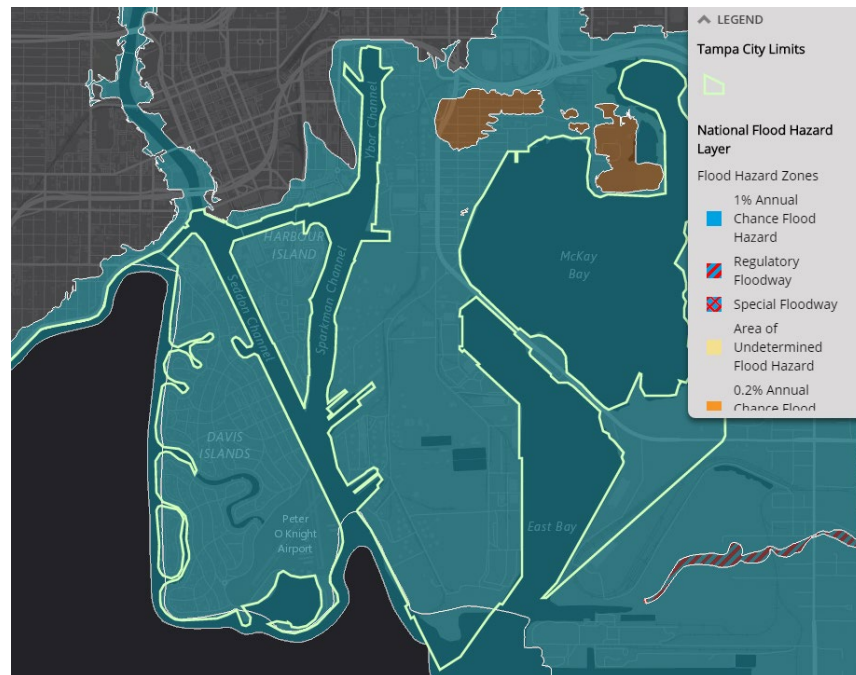 LEGEND
Tampa City Limits
National Flood Hazard
Layer
Flood Hazard Zones
1% Annual
Chance Flood
Hazard
Regulatory
Floodway
Special Floodway
Area of
Undetermined
Flood Hazard
0.2% Annual
Chance Flood
Ybor Channel
HARBOUR
ISLAND
McKay
Bay
Seddon Channel
Sparkman Channel
DAVIS
ISLANDS
Peter
O Knight
Airport
East Bay